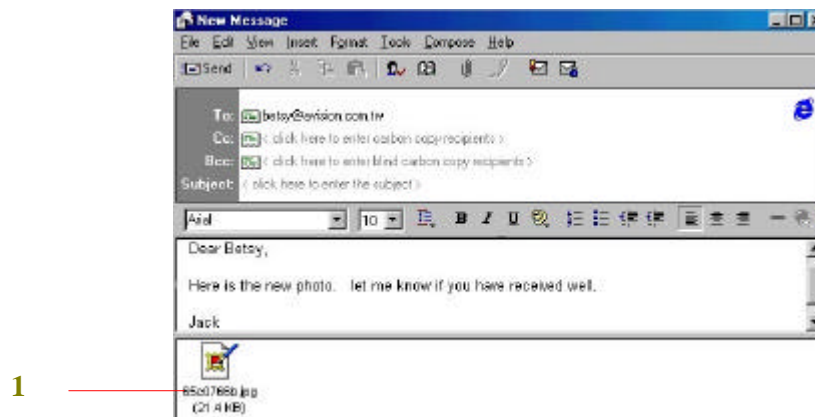 New Message
File Edit View Insert Format Tools Compose Help
Send
To: betsy@avision.com.tw
Cc: < click here to enter carbon copy recipients >
Bcc: < click here to enter blind carbon copy recipients >
Subject: < click here to enter the subject >
Arial 10 B I U
Dear Betsy,
Here is the new photo. let me know if you have received well.
Jack
1
(21.4 KB)